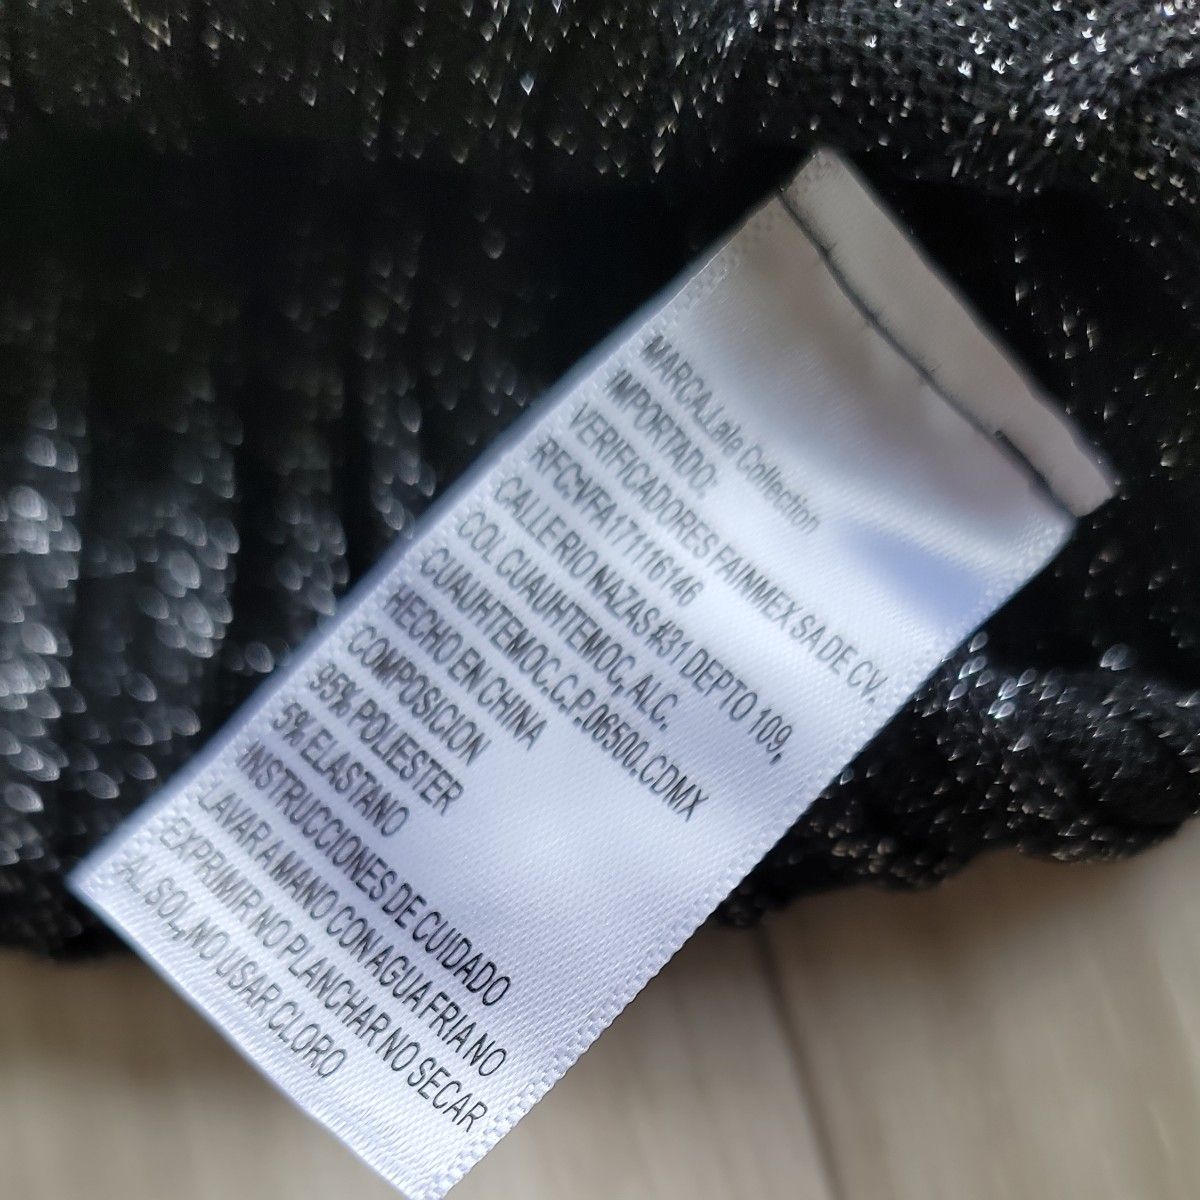 MARCA:Lale Collection
IMPORTADO:
VERIFICADORES FAINMEX SA DE CV.
RFC:VFA171116146
CALLE RIO NAZAS #31 DEPTO 109,
COL CUAUHTEMOC, ALC.
CUAUHTEMOC.C.P.06500.CDMX
HECHO EN CHINA
COMPOSICION
95% POLIESTER
5% ELASTANO
INSTRUCCIONES DE CUIDADO
LAVAR A MANO CON AGUA FRIA NO
EXPRIMIR NO PLANCHAR NO SECAR
AL SOL, NO USAR CLORO